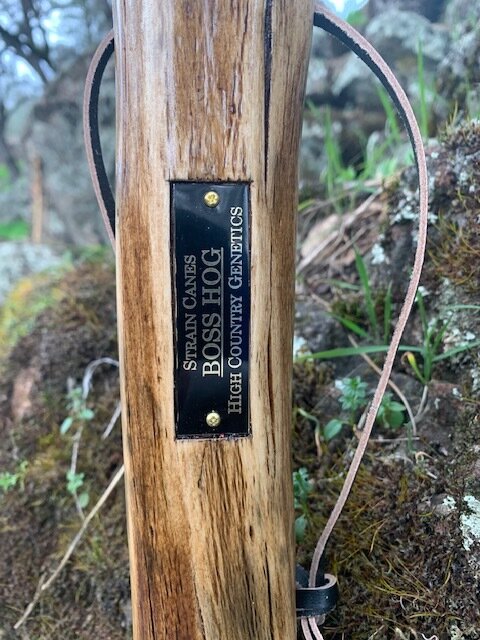 Strain Canes
BOSS HOG
High Country Genetics